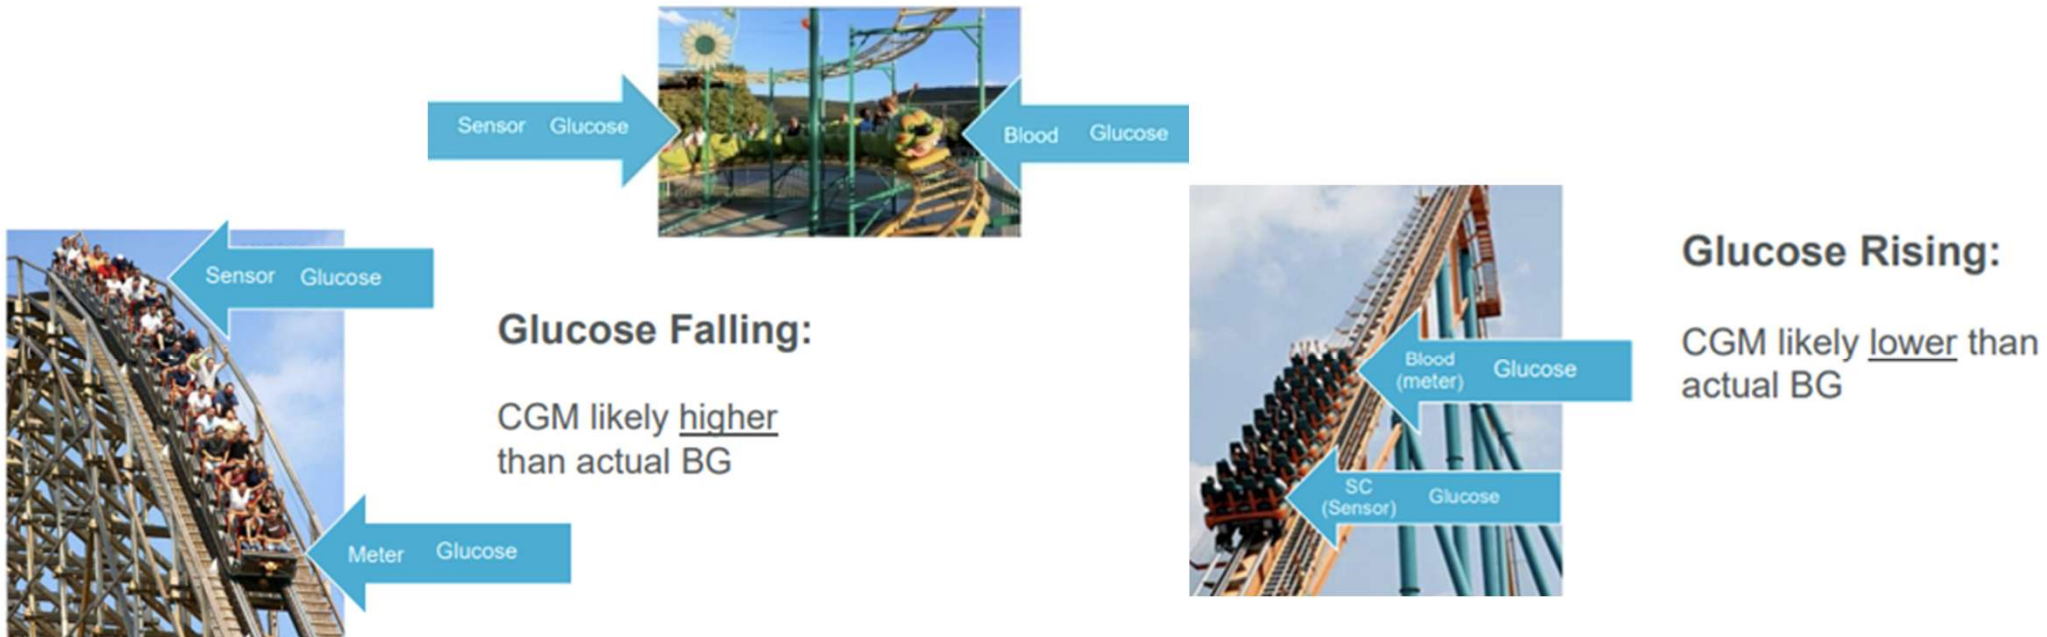 Sensor Glucose
Blood Glucose
Sensor Glucose
Glucose Falling:
CGM likely higher
than actual BG
Meter Glucose
Glucose Rising:
CGM likely lower than
actual BG
Blood
(meter)
Glucose
SC
(Sensor)
Glucose